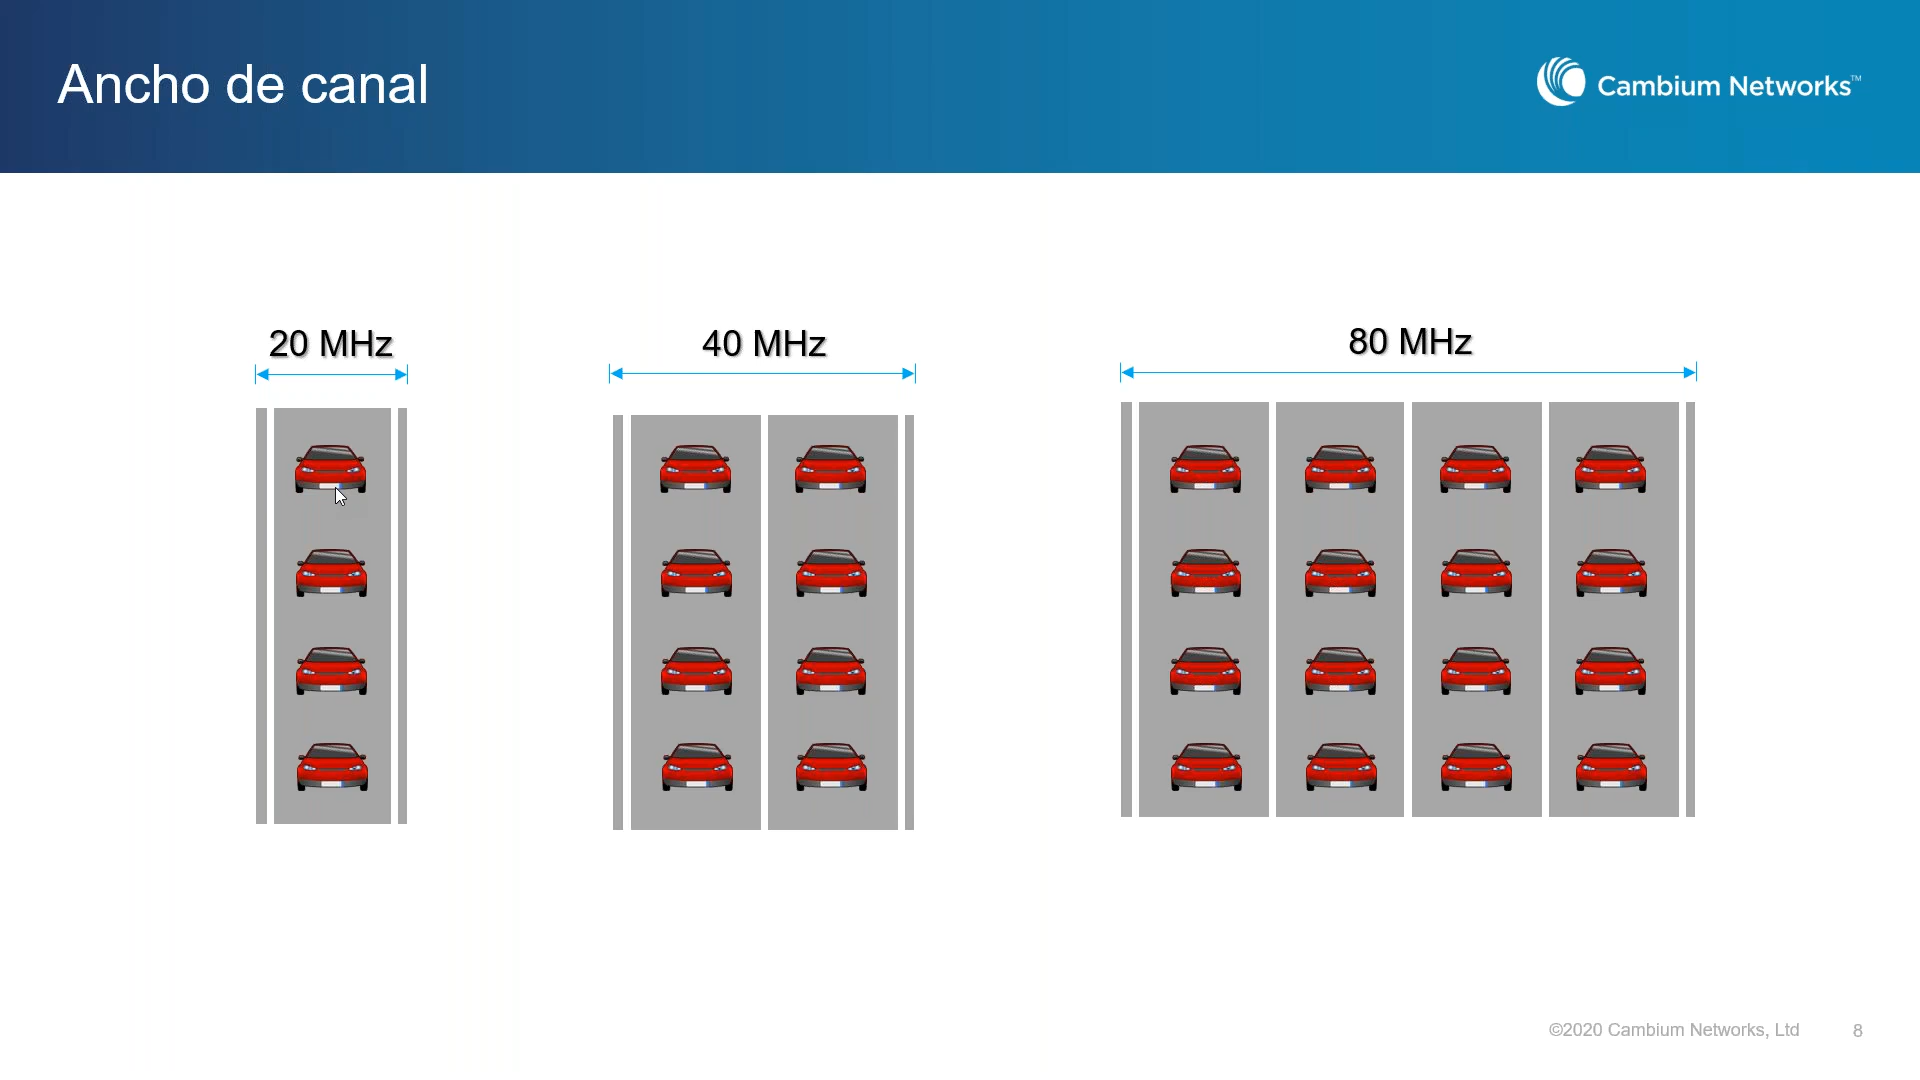 Ancho de canal
Cambium Networks™
20 MHz
40 MHz
80 MHz
©2020 Cambium Networks, Ltd
8